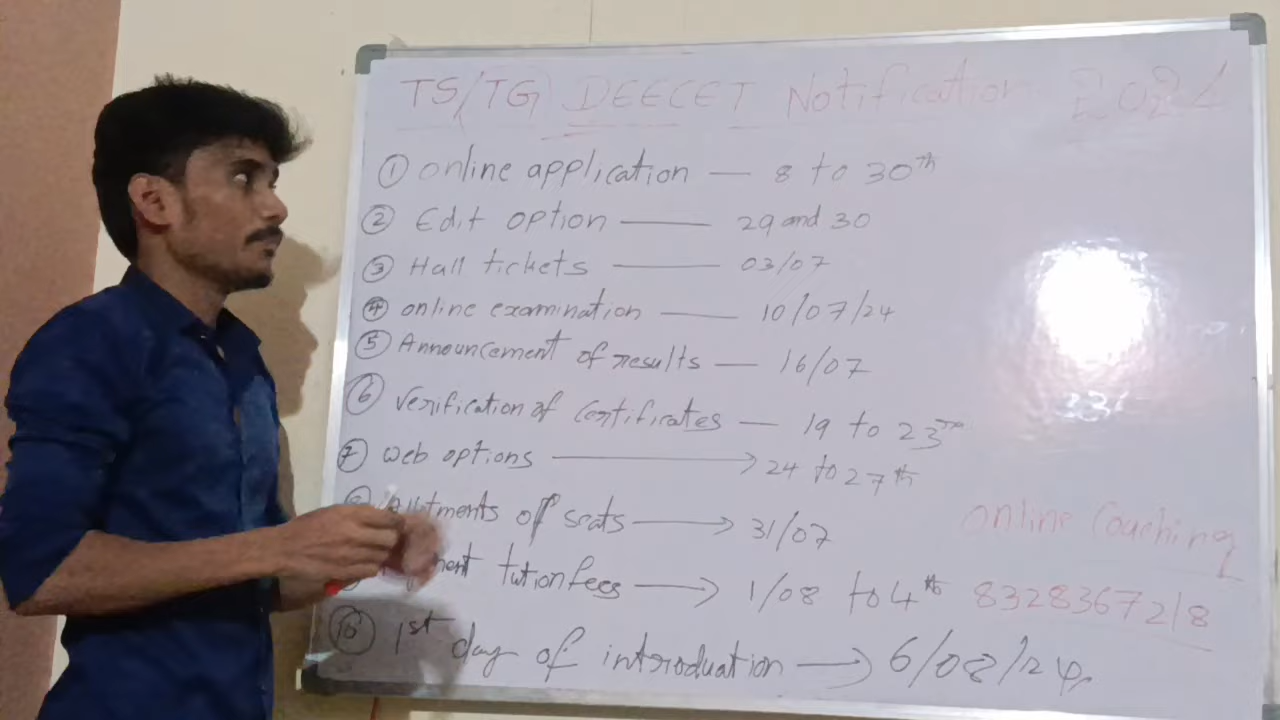 TS/(TG) DEECET Notification 2024
① online application — 8 to 30th
② Edit option — 29 and 30
③ Hall tickets — 03/07
④ online examination — 10/07/24
⑤ Announcement of results — 16/07
⑥ verification of certificates — 19 to 23rd
⑦ web options → 24 to 27th
of seats → 31/07
tution fees → 1/08 to 4th
⑩ 1st day of introduation → 6/08/24
online Couching
8328367218